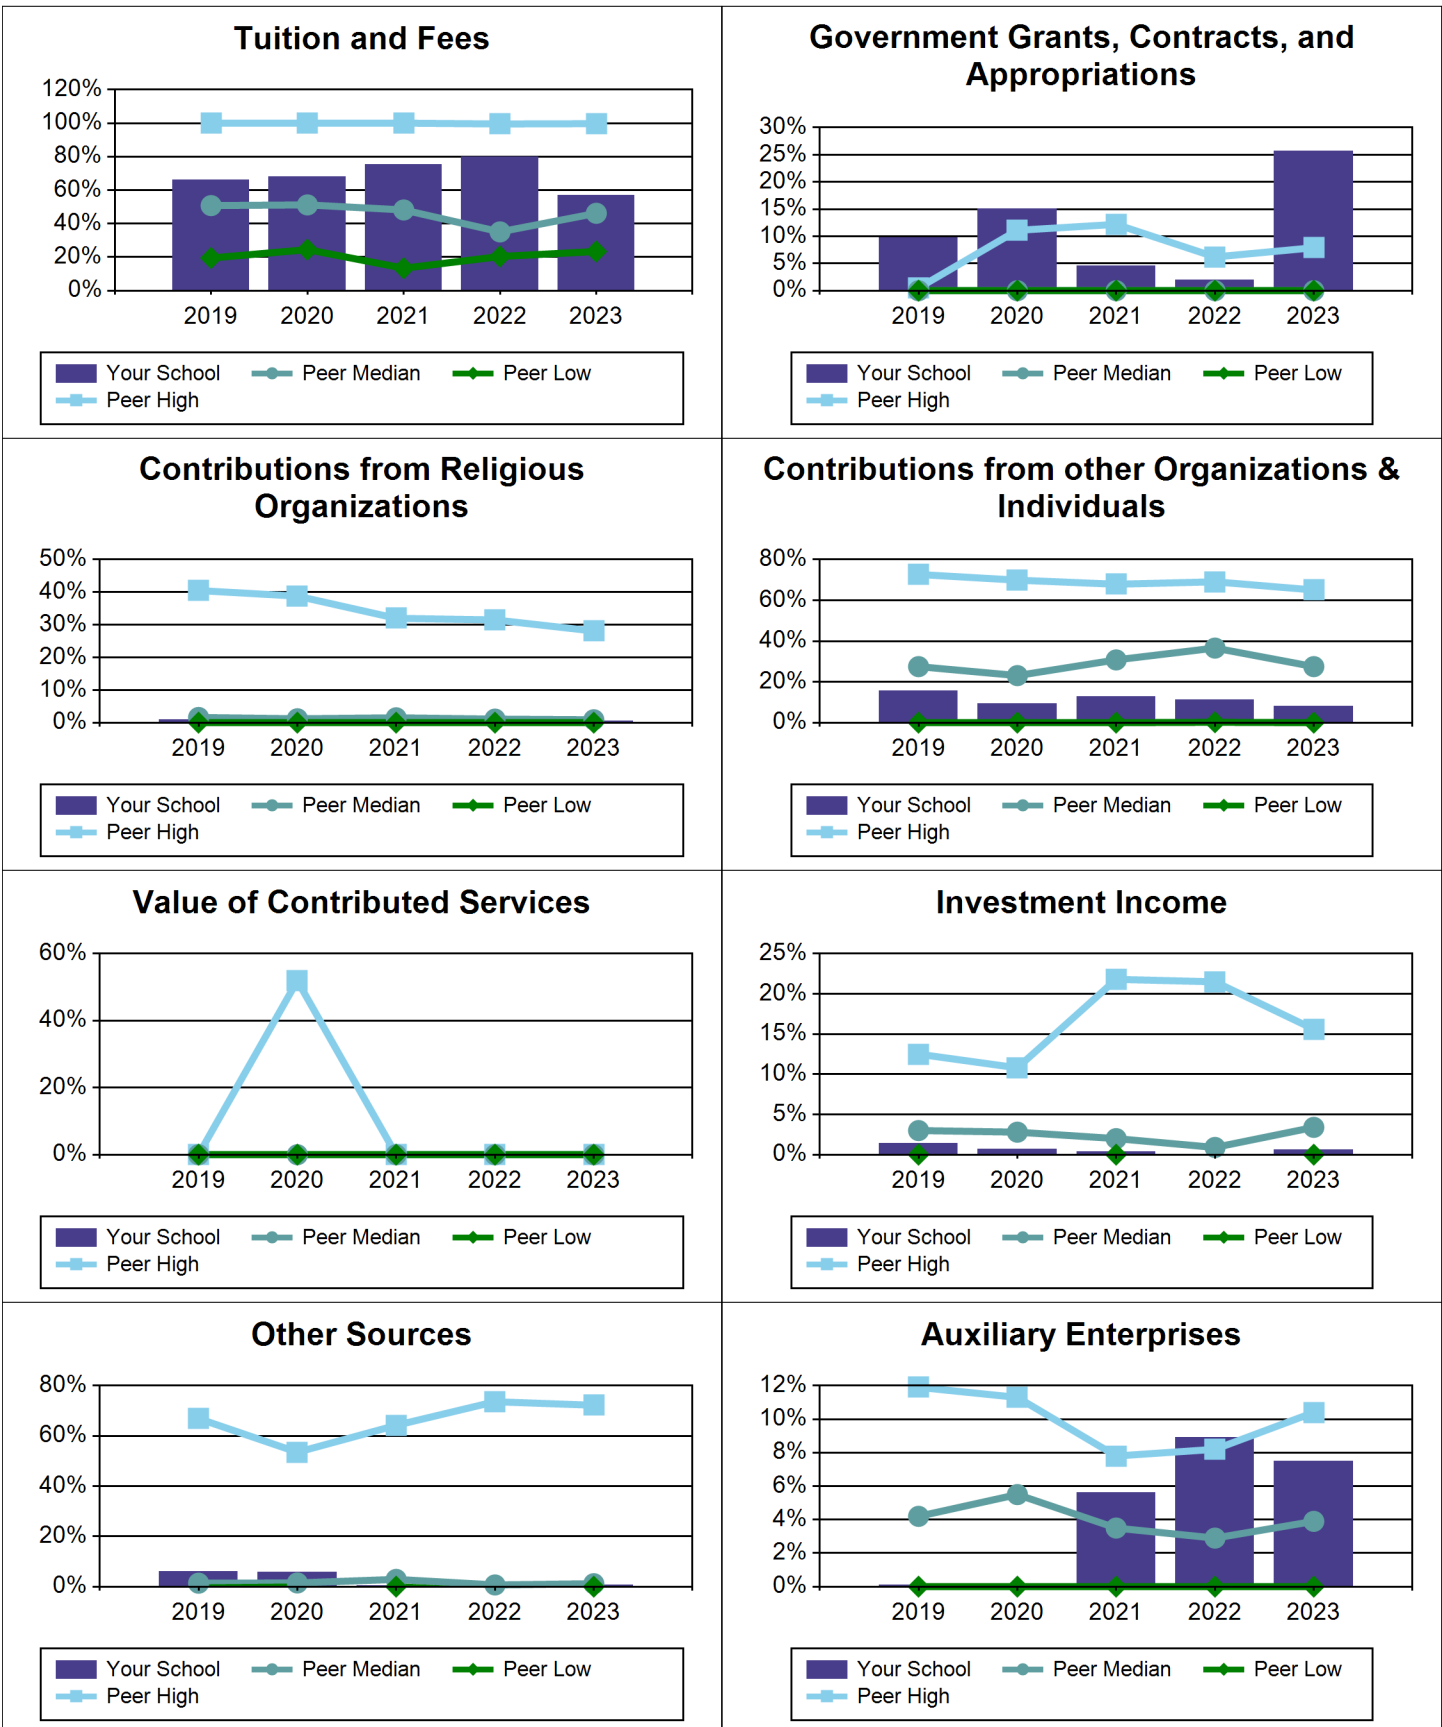 Tuition and Fees
120%
100%
80%
60%
40%
20%
0%
2019 2020 2021 2022 2023
Your School Peer Median Peer Low
Peer High
Government Grants, Contracts, and
Appropriations
30%
25%
20%
15%
10%
5%
0%
2019 2020 2021 2022 2023
Your School Peer Median Peer Low
Peer High
Contributions from Religious
Organizations
50%
40%
30%
20%
10%
0%
2019 2020 2021 2022 2023
Your School Peer Median Peer Low
Peer High
Contributions from other Organizations &
Individuals
80%
60%
40%
20%
0%
2019 2020 2021 2022 2023
Your School Peer Median Peer Low
Peer High
Value of Contributed Services
60%
40%
20%
0%
2019 2020 2021 2022 2023
Your School Peer Median Peer Low
Peer High
Investment Income
25%
20%
15%
10%
5%
0%
2019 2020 2021 2022 2023
Your School Peer Median Peer Low
Peer High
Other Sources
80%
60%
40%
20%
0%
2019 2020 2021 2022 2023
Your School Peer Median Peer Low
Peer High
Auxiliary Enterprises
12%
10%
8%
6%
4%
2%
0%
2019 2020 2021 2022 2023
Your School Peer Median Peer Low
Peer High